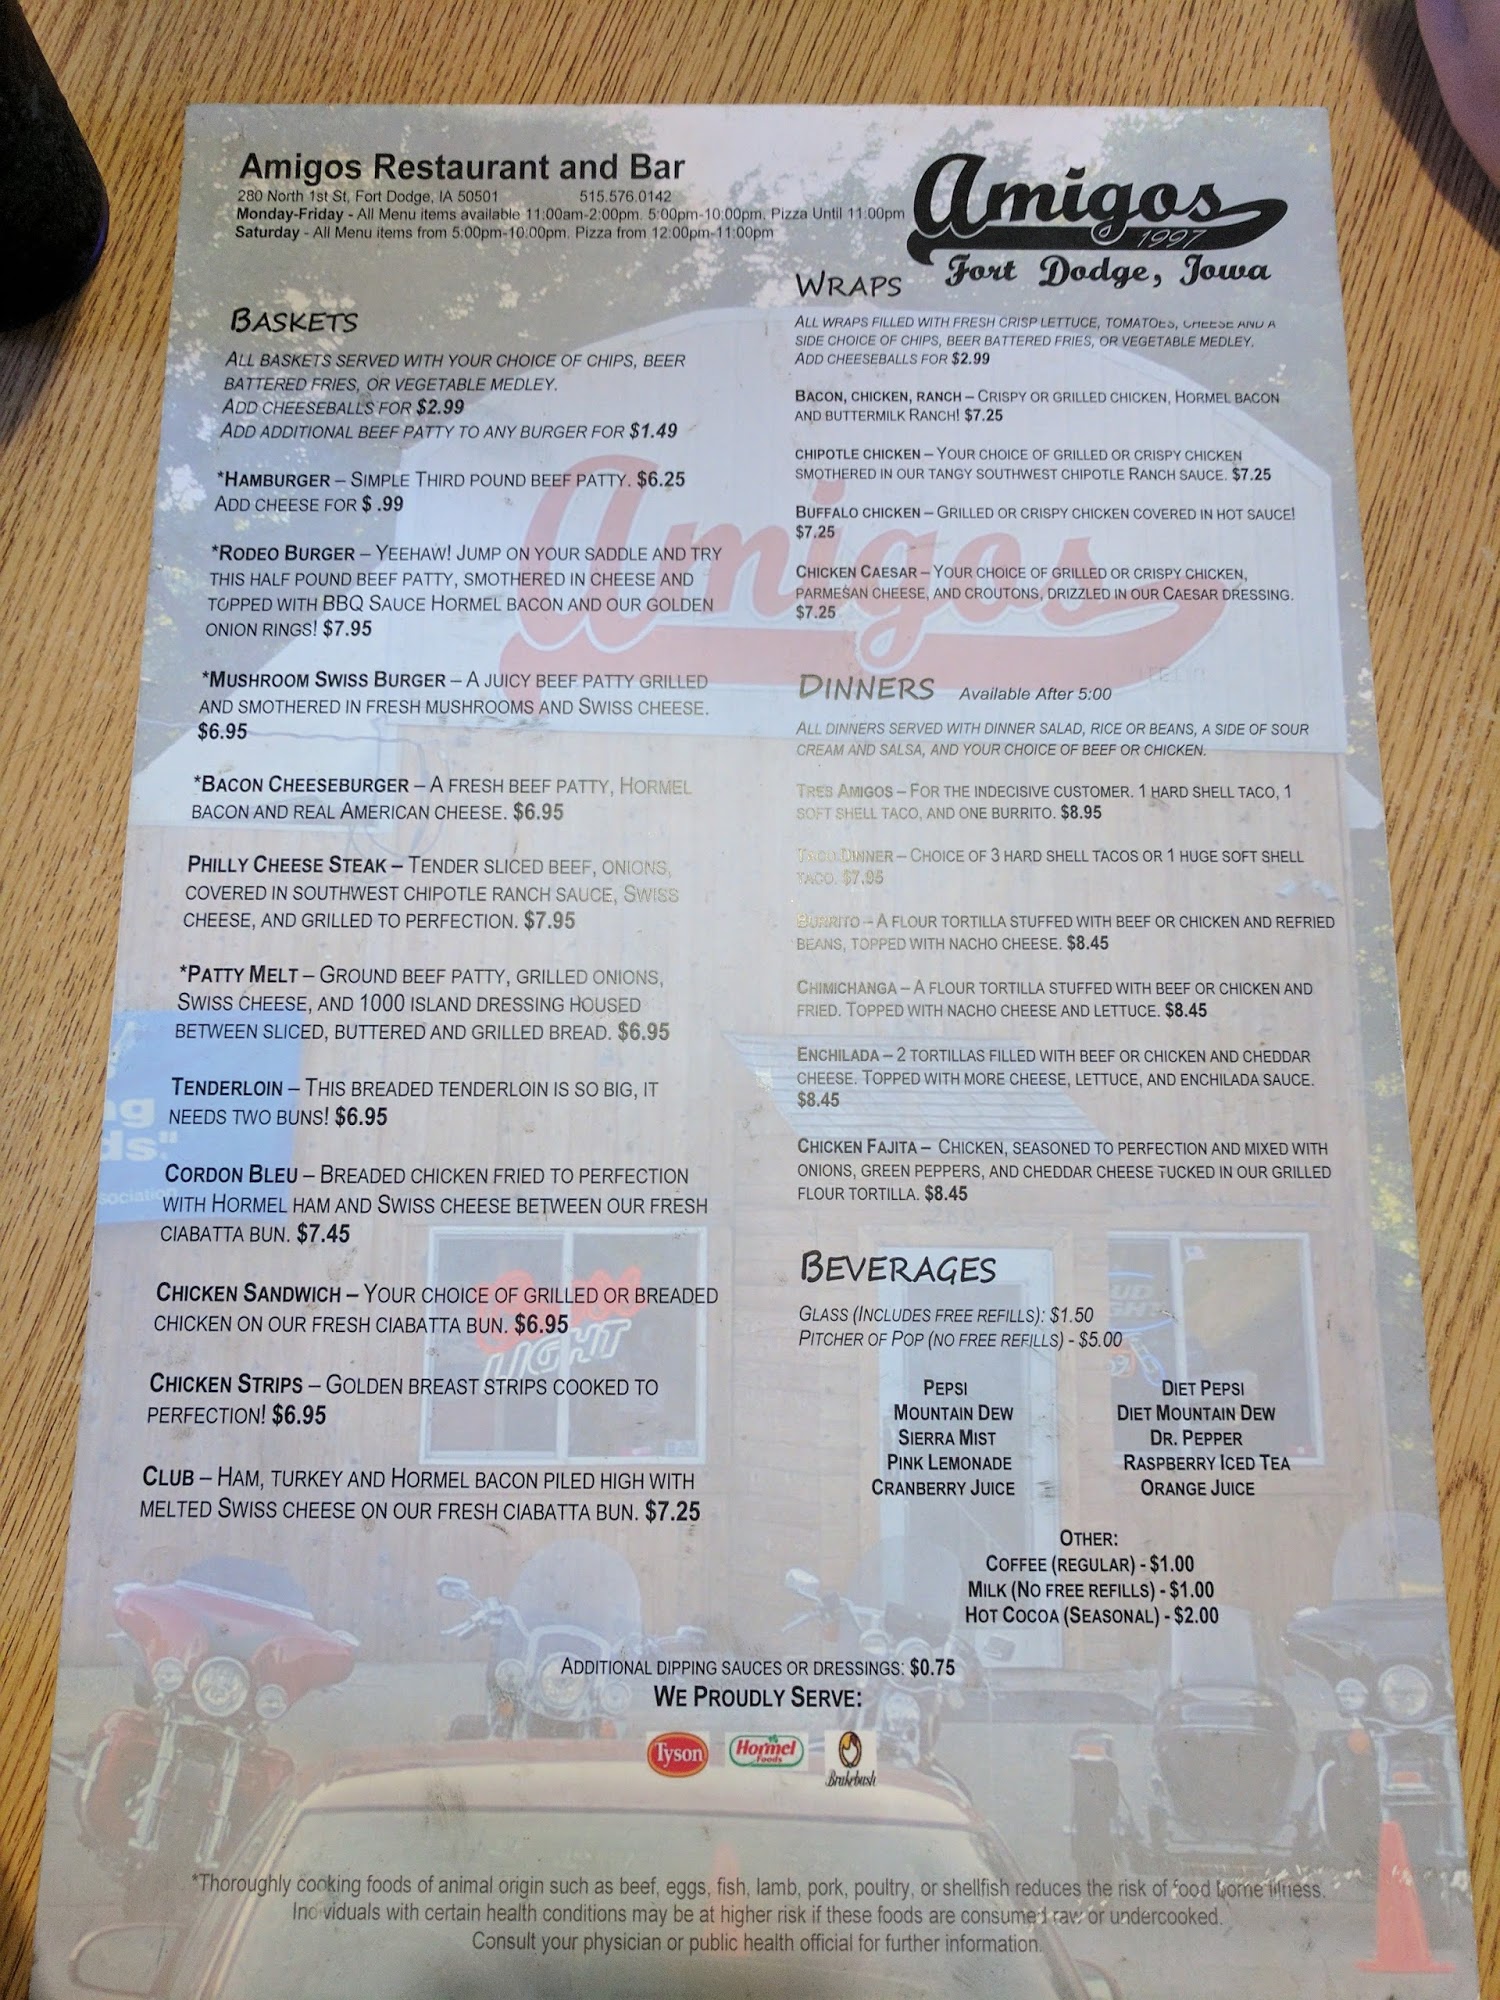 Amigos Restaurant and Bar
280 North 1st St, Fort Dodge, IA 50501 515.576.0142
Monday-Friday - All Menu items available 11:00am-2:00pm. 5:00pm-10:00pm. Pizza Until 11:00pm
Saturday - All Menu items from 5:00pm-10:00pm. Pizza from 12:00pm-11:00pm
Amigos
1997
Fort Dodge, Iowa
BASKETS
ALL BASKETS SERVED WITH YOUR CHOICE OF CHIPS, BEER
BATTERED FRIES, OR VEGETABLE MEDLEY.
ADD CHEESEBALLS FOR $2.99
ADD ADDITIONAL BEEF PATTY TO ANY BURGER FOR $1.49
*HAMBURGER – SIMPLE THIRD POUND BEEF PATTY. $6.25
ADD CHEESE FOR $ .99
*RODEO BURGER – YEEHAW! JUMP ON YOUR SADDLE AND TRY
THIS HALF POUND BEEF PATTY, SMOTHERED IN CHEESE AND
TOPPED WITH BBQ SAUCE HORMEL BACON AND OUR GOLDEN
ONION RINGS! $7.95
*MUSHROOM SWISS BURGER – A JUICY BEEF PATTY GRILLED
AND SMOTHERED IN FRESH MUSHROOMS AND SWISS CHEESE.
$6.95
*BACON CHEESEBURGER – A FRESH BEEF PATTY, HORMEL
BACON AND REAL AMERICAN CHEESE. $6.95
PHILLY CHEESE STEAK – TENDER SLICED BEEF, ONIONS,
COVERED IN SOUTHWEST CHIPOTLE RANCH SAUCE, SWISS
CHEESE, AND GRILLED TO PERFECTION. $7.95
*PATTY MELT – GROUND BEEF PATTY, GRILLED ONIONS,
SWISS CHEESE, AND 1000 ISLAND DRESSING HOUSED
BETWEEN SLICED, BUTTERED AND GRILLED BREAD. $6.95
TENDERLOIN – THIS BREADED TENDERLOIN IS SO BIG, IT
NEEDS TWO BUNS! $6.95
CORDON BLEU – BREADED CHICKEN FRIED TO PERFECTION
WITH HORMEL HAM AND SWISS CHEESE BETWEEN OUR FRESH
CIABATTA BUN. $7.45
CHICKEN SANDWICH – YOUR CHOICE OF GRILLED OR BREADED
CHICKEN ON OUR FRESH CIABATTA BUN. $6.95
CHICKEN STRIPS – GOLDEN BREAST STRIPS COOKED TO
PERFECTION! $6.95
CLUB – HAM, TURKEY AND HORMEL BACON PILED HIGH WITH
MELTED SWISS CHEESE ON OUR FRESH CIABATTA BUN. $7.25
WRAPS
ALL WRAPS FILLED WITH FRESH CRISP LETTUCE, TOMATOES, CHEESE AND A
SIDE CHOICE OF CHIPS, BEER BATTERED FRIES, OR VEGETABLE MEDLEY.
ADD CHEESEBALLS FOR $2.99
BACON, CHICKEN, RANCH – CRISPY OR GRILLED CHICKEN, HORMEL BACON
AND BUTTERMILK RANCH! $7.25
CHIPOTLE CHICKEN – YOUR CHOICE OF GRILLED OR CRISPY CHICKEN
SMOTHERED IN OUR TANGY SOUTHWEST CHIPOTLE RANCH SAUCE. $7.25
BUFFALO CHICKEN – GRILLED OR CRISPY CHICKEN COVERED IN HOT SAUCE!
$7.25
CHICKEN CAESAR – YOUR CHOICE OF GRILLED OR CRISPY CHICKEN,
PARMESAN CHEESE, AND CROUTONS, DRIZZLED IN OUR CAESAR DRESSING.
$7.25
Amigos
DINNERS Available After 5:00
ALL DINNERS SERVED WITH DINNER SALAD, RICE OR BEANS, A SIDE OF SOUR
CREAM AND SALSA, AND YOUR CHOICE OF BEEF OR CHICKEN.
TRES AMIGOS – FOR THE INDECISIVE CUSTOMER. 1 HARD SHELL TACO, 1
SOFT SHELL TACO, AND ONE BURRITO. $8.95
TACO DINNER – CHOICE OF 3 HARD SHELL TACOS OR 1 HUGE SOFT SHELL
TACO. $7.95
BURRITO – A FLOUR TORTILLA STUFFED WITH BEEF OR CHICKEN AND REFRIED
BEANS, TOPPED WITH NACHO CHEESE. $8.45
CHIMICHANGA – A FLOUR TORTILLA STUFFED WITH BEEF OR CHICKEN AND
FRIED. TOPPED WITH NACHO CHEESE AND LETTUCE. $8.45
ENCHILADA – 2 TORTILLAS FILLED WITH BEEF OR CHICKEN AND CHEDDAR
CHEESE. TOPPED WITH MORE CHEESE, LETTUCE, AND ENCHILADA SAUCE.
$8.45
CHICKEN FAJITA – CHICKEN, SEASONED TO PERFECTION AND MIXED WITH
ONIONS, GREEN PEPPERS, AND CHEDDAR CHEESE TUCKED IN OUR GRILLED
FLOUR TORTILLA. $8.45
BEVERAGES
GLASS (INCLUDES FREE REFILLS): $1.50
PITCHER OF POP (NO FREE REFILLS) - $5.00
PEPSI DIET PEPSI
MOUNTAIN DEW DIET MOUNTAIN DEW
SIERRA MIST DR. PEPPER
PINK LEMONADE RASPBERRY ICED TEA
CRANBERRY JUICE ORANGE JUICE
OTHER:
COFFEE (REGULAR) - $1.00
MILK (NO FREE REFILLS) - $1.00
HOT COCOA (SEASONAL) - $2.00
LIGHT
ADDITIONAL DIPPING SAUCES OR DRESSINGS: $0.75
WE PROUDLY SERVE:
Tyson
Hormel
Foods
Brakebush
*Thoroughly cooking foods of animal origin such as beef, eggs, fish, lamb, pork, poultry, or shellfish reduces the risk of food borne illness.
Individuals with certain health conditions may be at higher risk if these foods are consumed raw or undercooked.
Consult your physician or public health official for further information.